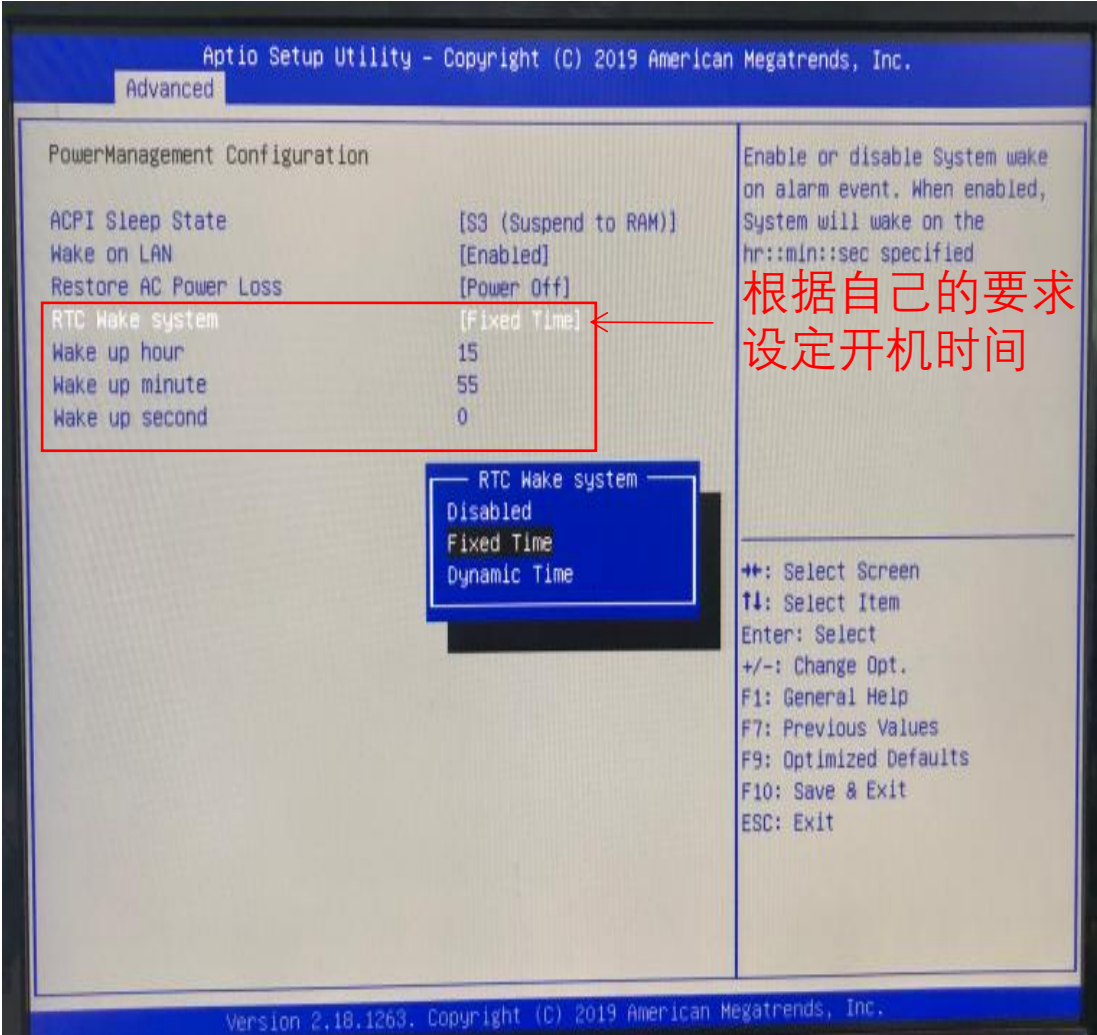 Aptio Setup Utility - Copyright (C) 2019 American Megatrends, Inc.
Advanced
PowerManagement Configuration
ACPI Sleep State [S3 (Suspend to RAM)]
Wake on LAN [Enabled]
Restore AC Power Loss [Power Off]
RTC Wake system [Fixed Time]
Wake up hour 15
Wake up minute 55
Wake up second 0
RTC Wake system
Disabled
Fixed Time
Dynamic Time
Enable or disable System wake
on alarm event. When enabled,
System will wake on the
hr::min::sec specified
根据自己的要求
设定开机时间
→←: Select Screen
↑↓: Select Item
Enter: Select
+/-: Change Opt.
F1: General Help
F7: Previous Values
F9: Optimized Defaults
F10: Save & Exit
ESC: Exit
Version 2.18.1263. Copyright (C) 2019 American Megatrends, Inc.